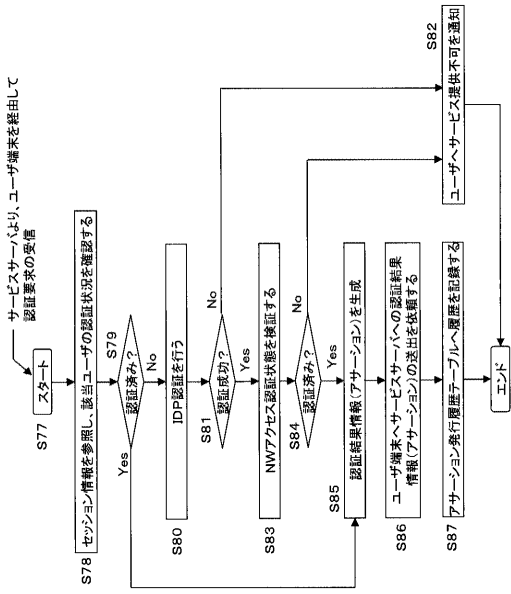 サービスサーバより、ユーザ端末を経由して
認証要求の受信
スタート
S77
セッション情報を参照し、該当ユーザの認証状況を確認する
S78
認証済み?
S79
Yes
No
IDP認証を行う
S80
認証成功?
S81
No
Yes
NWアクセス認証状態を検証する
S83
認証済み?
S84
No
Yes
認証結果情報(アサーション)を生成
S85
ユーザ端末へサービスサーバへの認証結果
情報(アサーション)の送出を依頼する
S86
アサーション発行履歴テーブルへ履歴を記録する
S87
ユーザへサービス提供不可を通知
S82
エンド